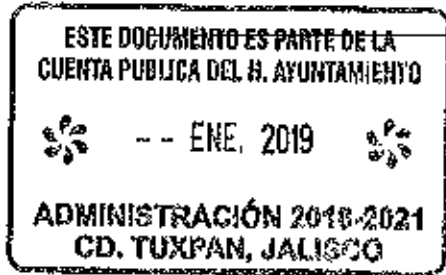 ESTE DOCUMENTO ES PARTE DE LA
CUENTA PUBLICA DEL H. AYUNTAMIENTO
-- ENE. 2019
ADMINISTRACIÓN 2018-2021
CD. TUXPAN, JALISCO